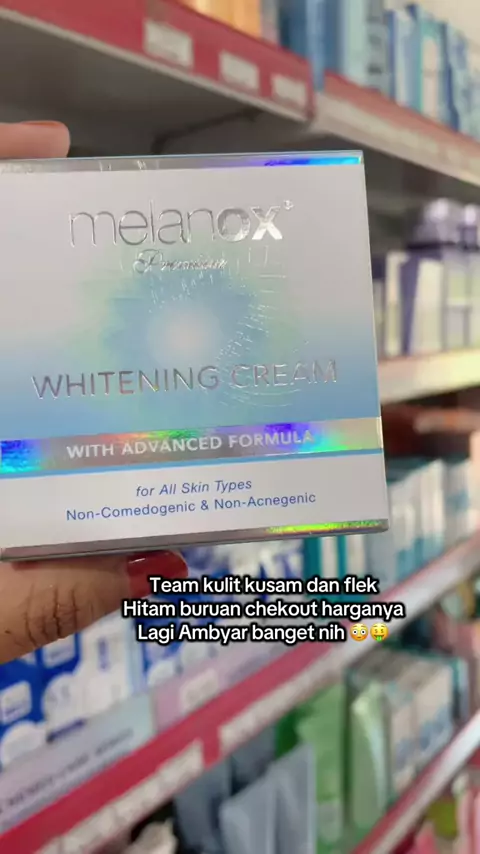 melanox
Premium
WHITENING CREAM
WITH ADVANCED FORMULA
for All Skin Types
Non-Comedogenic & Non-Acnegenic
Team kulit kusam dan flek
Hitam buruan chekout harganya
Lagi Ambyar banget nih 😳🤑